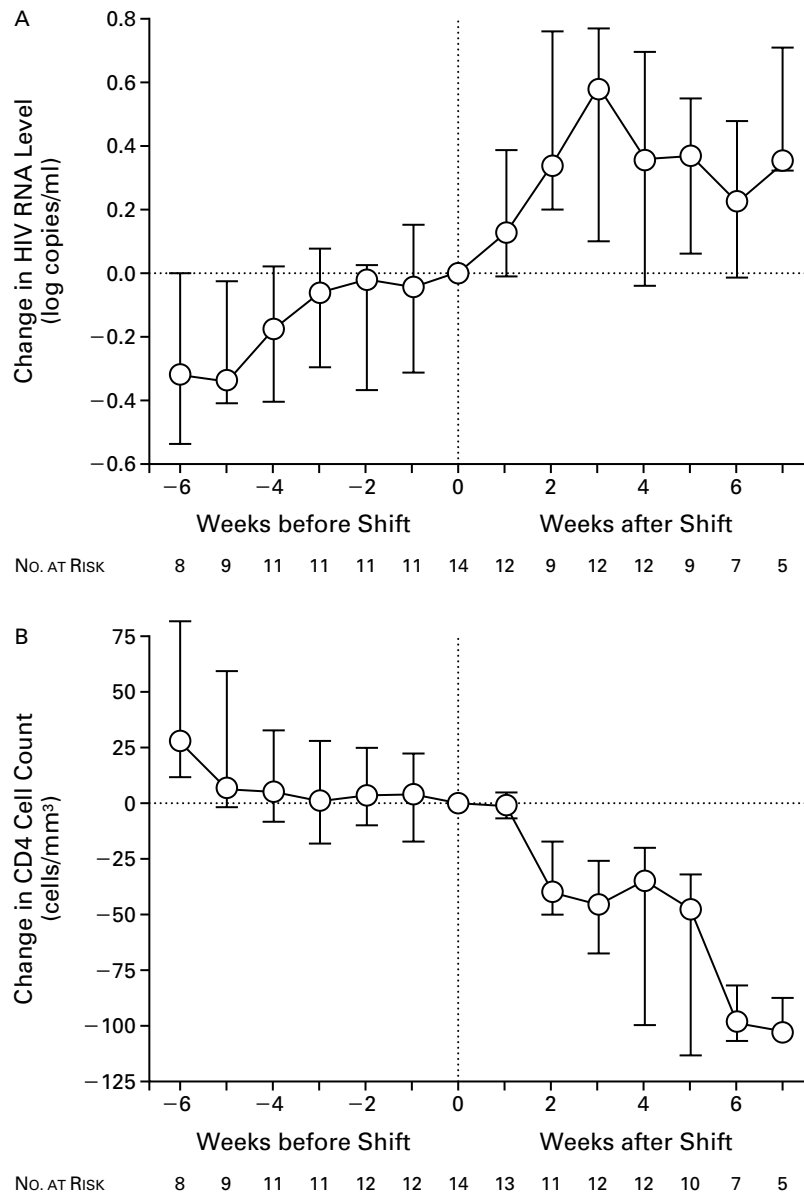 A
Change in HIV RNA Level
(log copies/ml)
0.8
0.6
0.4
0.2
0.0
−0.2
−0.4
−0.6
−6 −4 −2 0 2 4 6
Weeks before Shift Weeks after Shift
NO. AT RISK 8 9 11 11 11 11 14 12 9 12 12 9 7 5
B
Change in CD4 Cell Count
(cells/mm³)
75
50
25
0
−25
−50
−75
−100
−125
−6 −4 −2 0 2 4 6
Weeks before Shift Weeks after Shift
NO. AT RISK 8 9 11 11 12 12 14 13 11 12 12 10 7 5